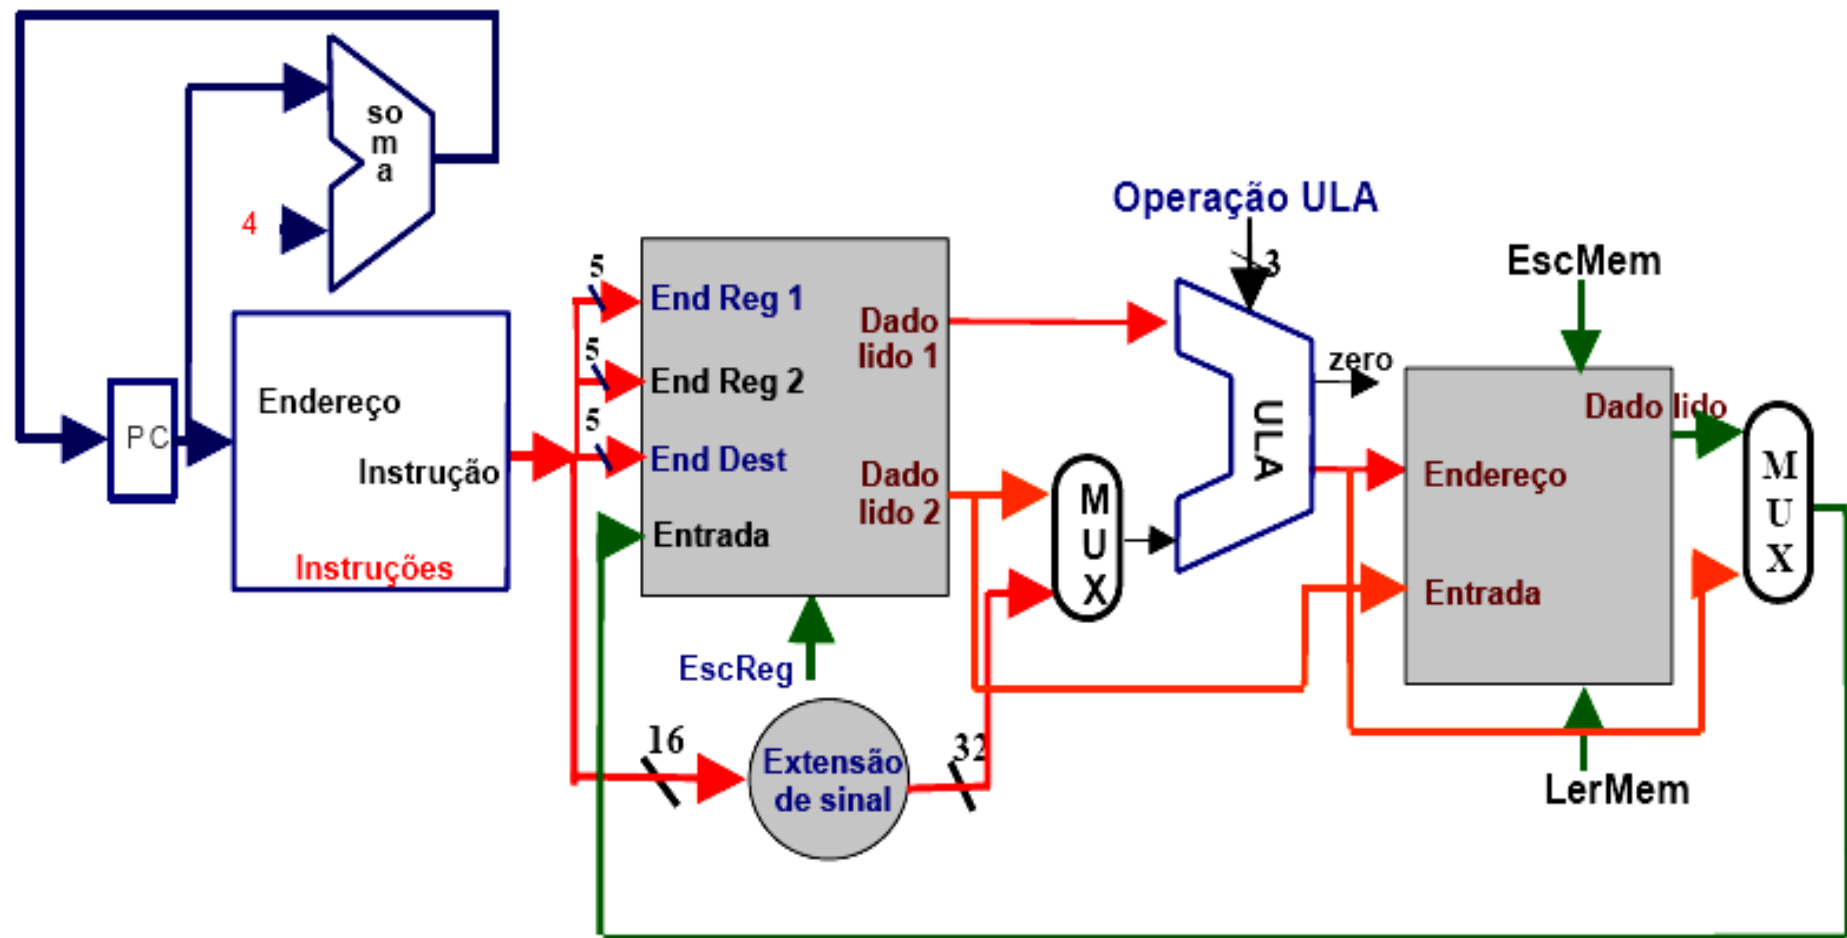 so
m
a
4
Operação ULA
3
EscMem
5
End Reg 1
Dado
lido 1
5
End Reg 2
zero
Dado lido
PC
Endereço
Instrução
Instruções
5
End Dest
Dado
lido 2
Entrada
M
U
X
ULA
Endereço
Entrada
M
U
X
EscReg
16
Extensão
de sinal
32
LerMem